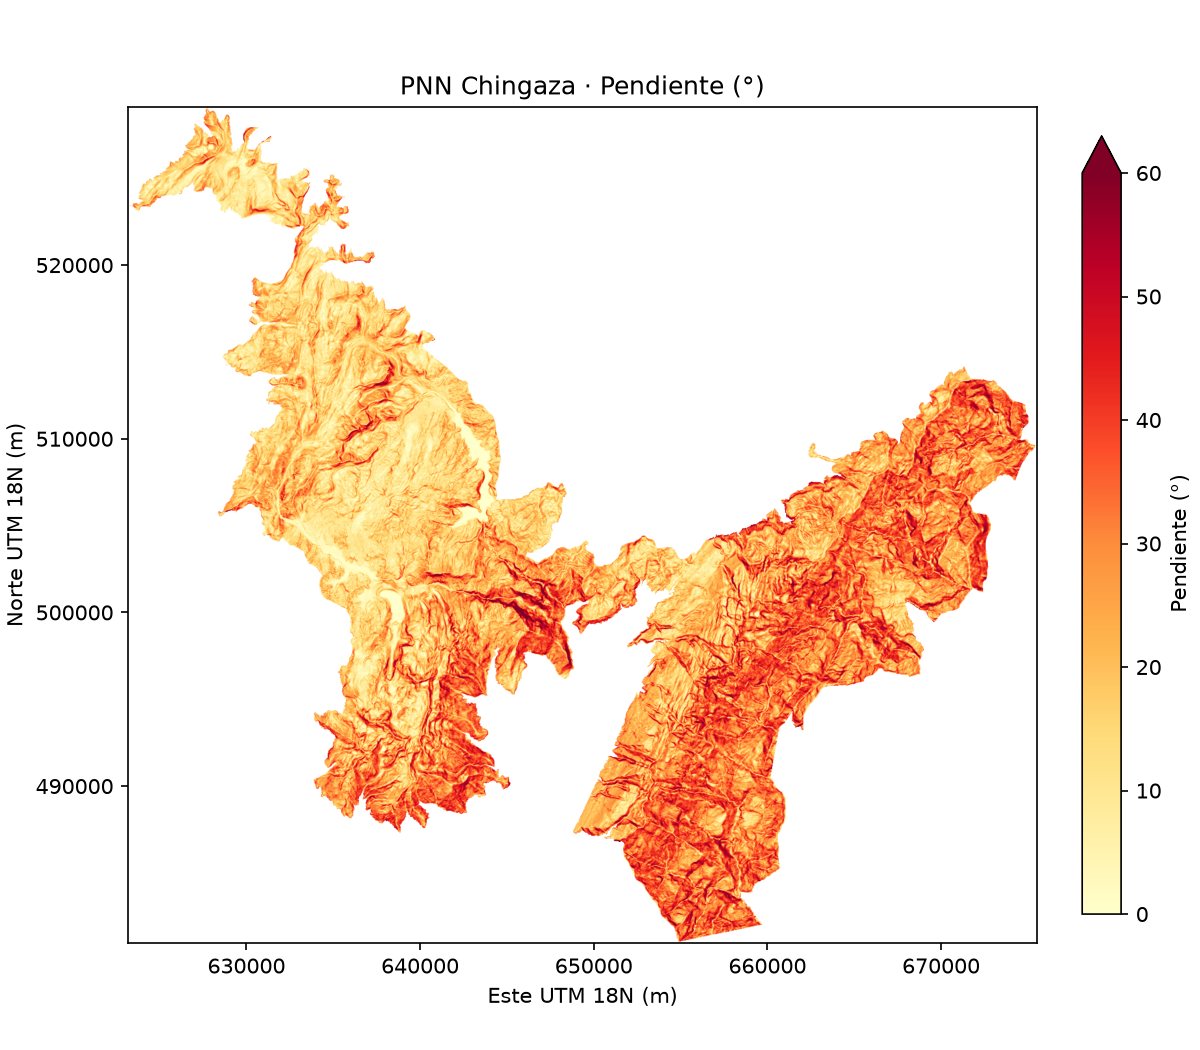 PNN Chingaza · Pendiente (°)
520000
510000
500000
490000
Norte UTM 18N (m)
630000 640000 650000 660000 670000
Este UTM 18N (m)
60
50
40
30
20
10
0
Pendiente (°)